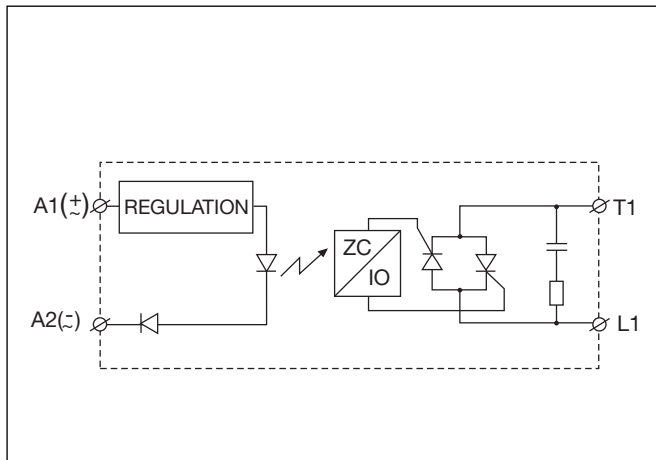 A1(+~)
REGULATION
T1
ZC
IO
A2(-~)
L1